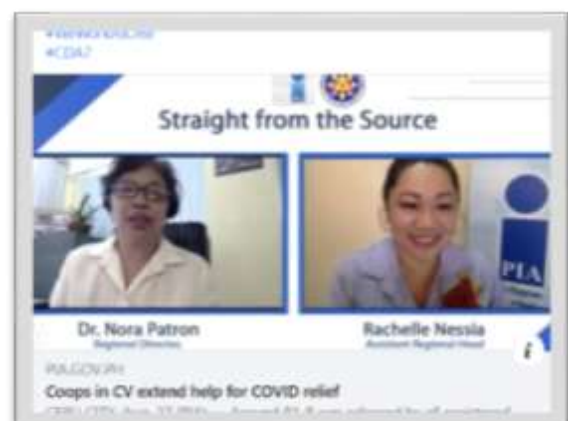 #CDA7
Straight from the Source
PIA
Dr. Nora Patron
Regional Director
Rachelle Nessia
Assistant Regional Head
i
PIA.GOV.PH
Coops in CV extend help for COVID relief